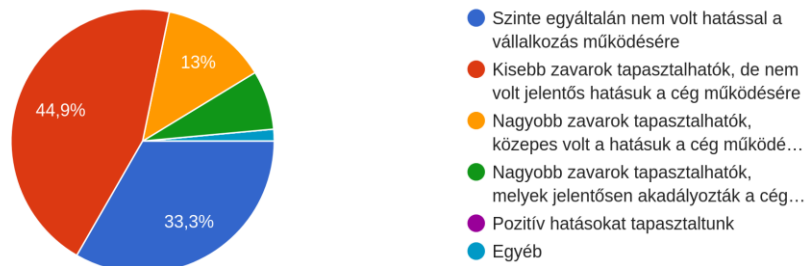 13%
44,9%
33,3%
Szinte egyáltalán nem volt hatással a
vállalkozás működésére
Kisebb zavarok tapasztalhatók, de nem
volt jelentős hatásuk a cég működésére
Nagyobb zavarok tapasztalhatók,
közepes volt a hatásuk a cég működé…
Nagyobb zavarok tapasztalhatók,
melyek jelentősen akadályozták a cég…
Pozitív hatásokat tapasztaltunk
Egyéb